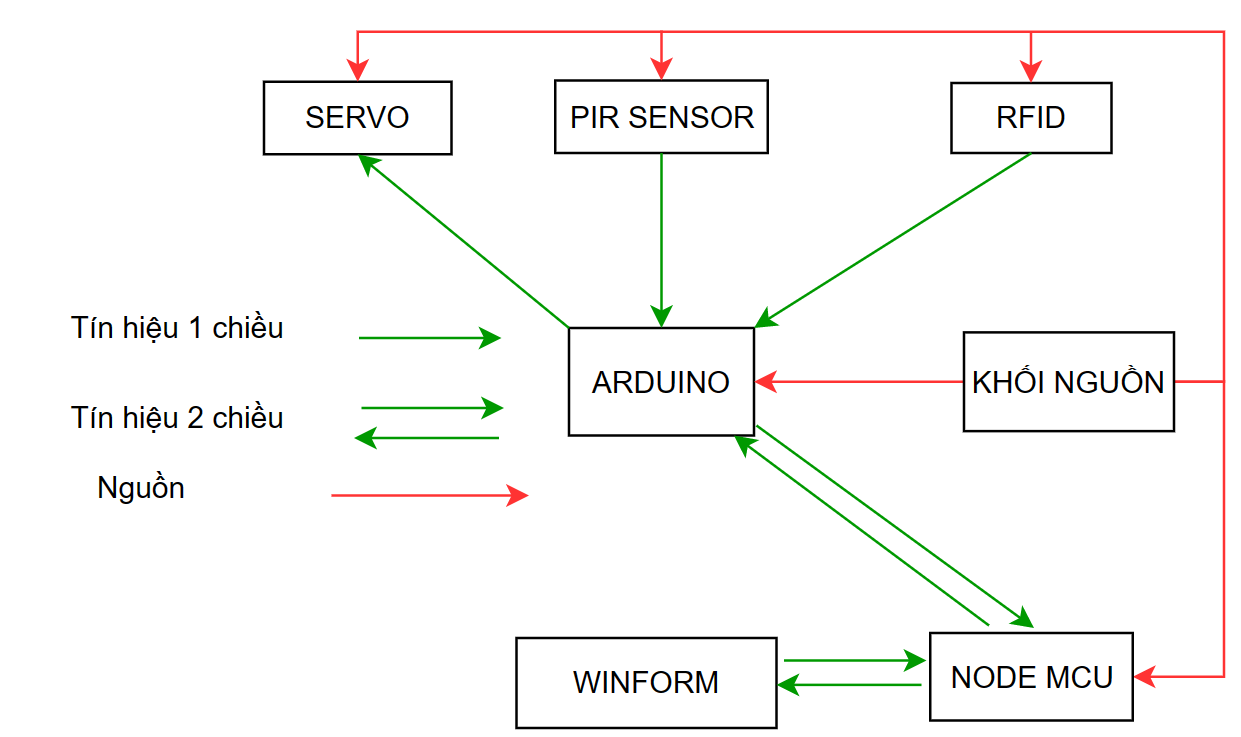 SERVO
PIR SENSOR
RFID
Tín hiệu 1 chiều
ARDUINO
KHỐI NGUỒN
Tín hiệu 2 chiều
Nguồn
WINFORM
NODE MCU